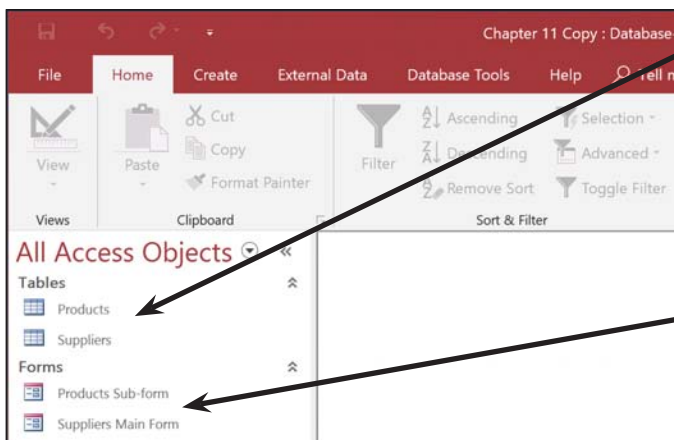 Chapter 11 Copy : Database-
File Home Create External Data Database Tools Help Tell m
View Paste Cut Copy Format Painter Filter Ascending Descending Remove Sort Selection Advanced Toggle Filter
Views Clipboard Sort & Filter
All Access Objects
Tables
Products
Suppliers
Forms
Products Sub-form
Suppliers Main Form